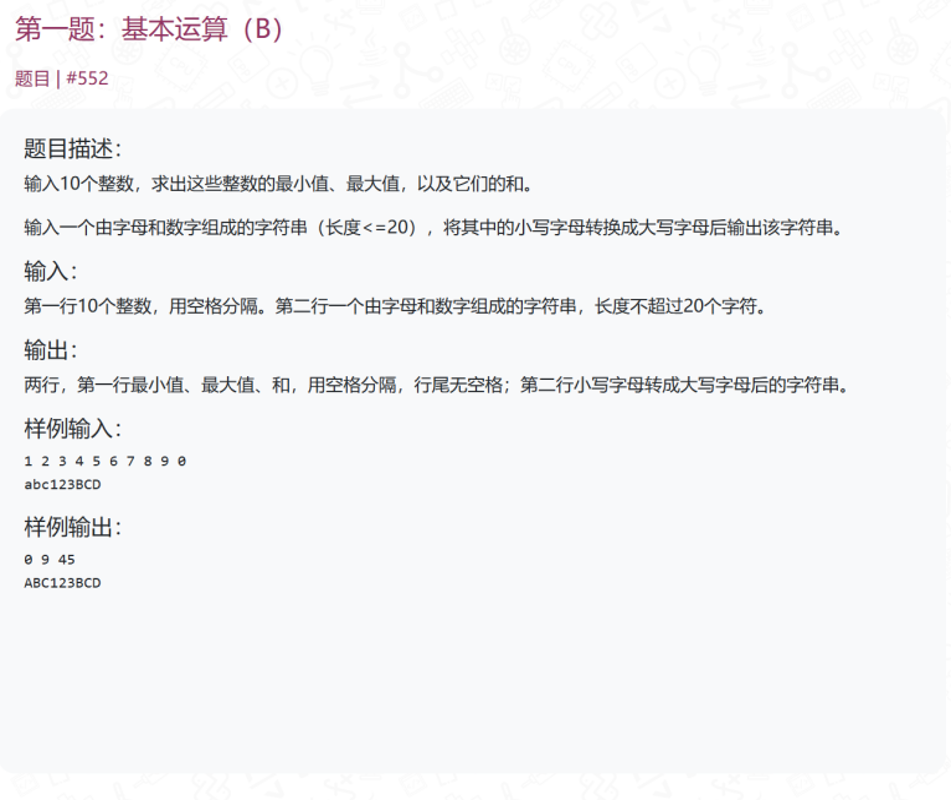 第一题：基本运算（B）
题目 | #552
题目描述：
输入10个整数，求出这些整数的最小值、最大值，以及它们的和。
输入一个由字母和数字组成的字符串（长度<=20），将其中的小写字母转换成大写字母后输出该字符串。
输入：
第一行10个整数，用空格分隔。第二行一个由字母和数字组成的字符串，长度不超过20个字符。
输出：
两行，第一行最小值、最大值、和，用空格分隔，行尾无空格；第二行小写字母转成大写字母后的字符串。
样例输入：
1 2 3 4 5 6 7 8 9 0
abc123BCD
样例输出：
0 9 45
ABC123BCD